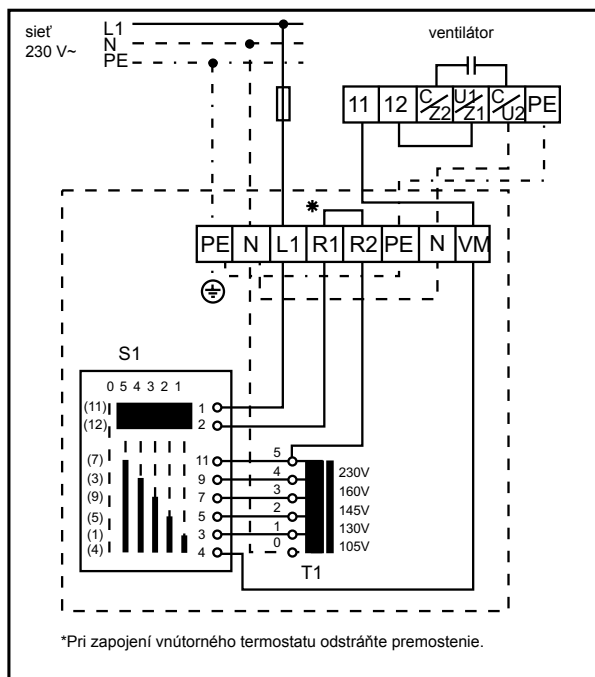 sieť
230 V~
L1
N
PE
ventilátor
11 12 C/Z2 U1/Z1 C/U2 PE
*
PE N L1 R1 R2 PE N VM
S1
0 5 4 3 2 1
(11) 1
(12) 2
(7) 11 5
(3) 9 4 230V
(9) 7 3 160V
(5) 5 2 145V
(1) 3 1 130V
(4) 4 0 105V
T1
*Pri zapojení vnútorného termostatu odstráňte premostenie.